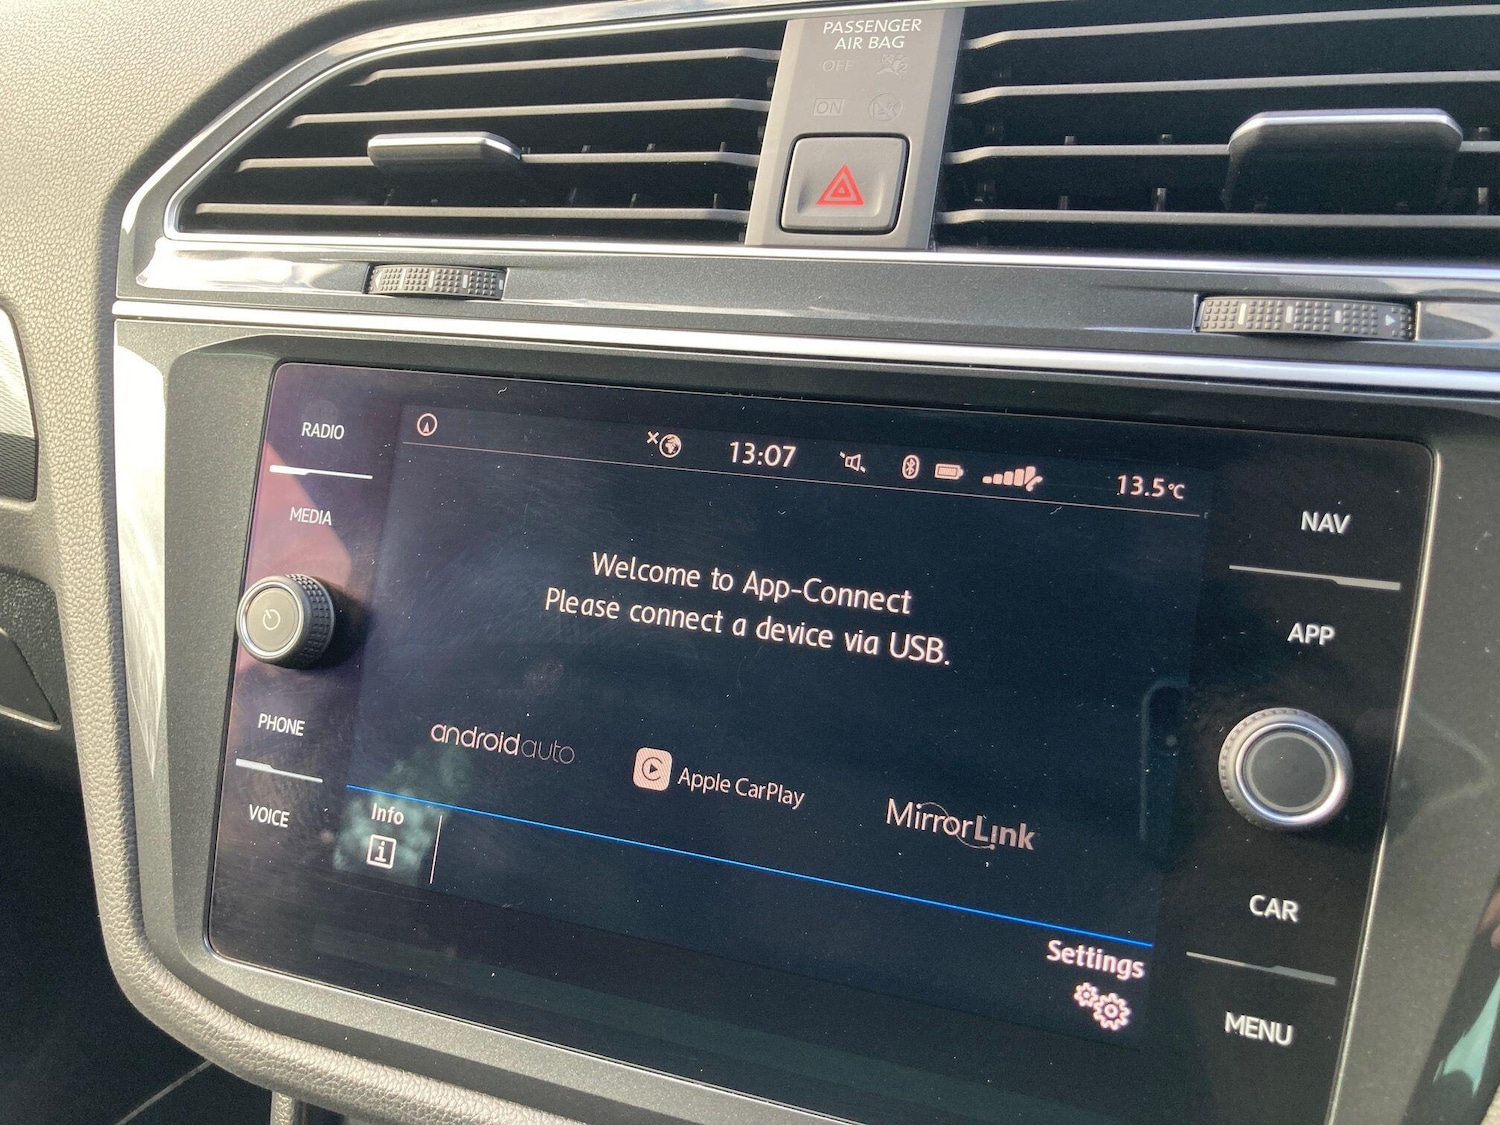 PASSENGER
AIR BAG
OFF
ON
RADIO
MEDIA
PHONE
VOICE
13:07
13.5°C
Welcome to App-Connect
Please connect a device via USB.
androidauto
Apple CarPlay
MirrorLink
Info
i
Settings
NAV
APP
CAR
MENU